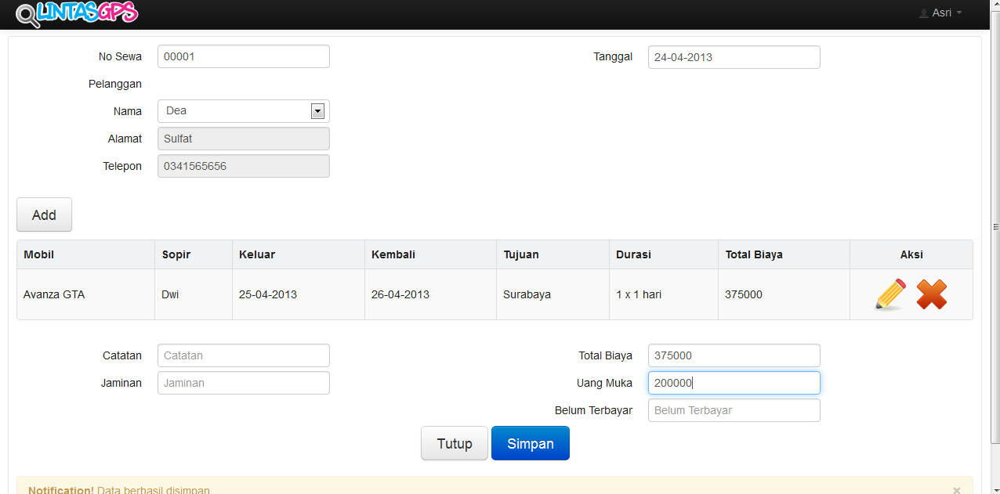 LINTASGPS
Asri
No Sewa 00001 Tanggal 24-04-2013
Pelanggan
Nama Dea
Alamat Sulfat
Telepon 0341565656
Add
Mobil Sopir Keluar Kembali Tujuan Durasi Total Biaya Aksi
Avanza GTA Dwi 25-04-2013 26-04-2013 Surabaya 1 x 1 hari 375000
Catatan Catatan Total Biaya 375000
Jaminan Jaminan Uang Muka 200000
Belum Terbayar Belum Terbayar
Tutup Simpan
Notification! Data berhasil disimpan ×